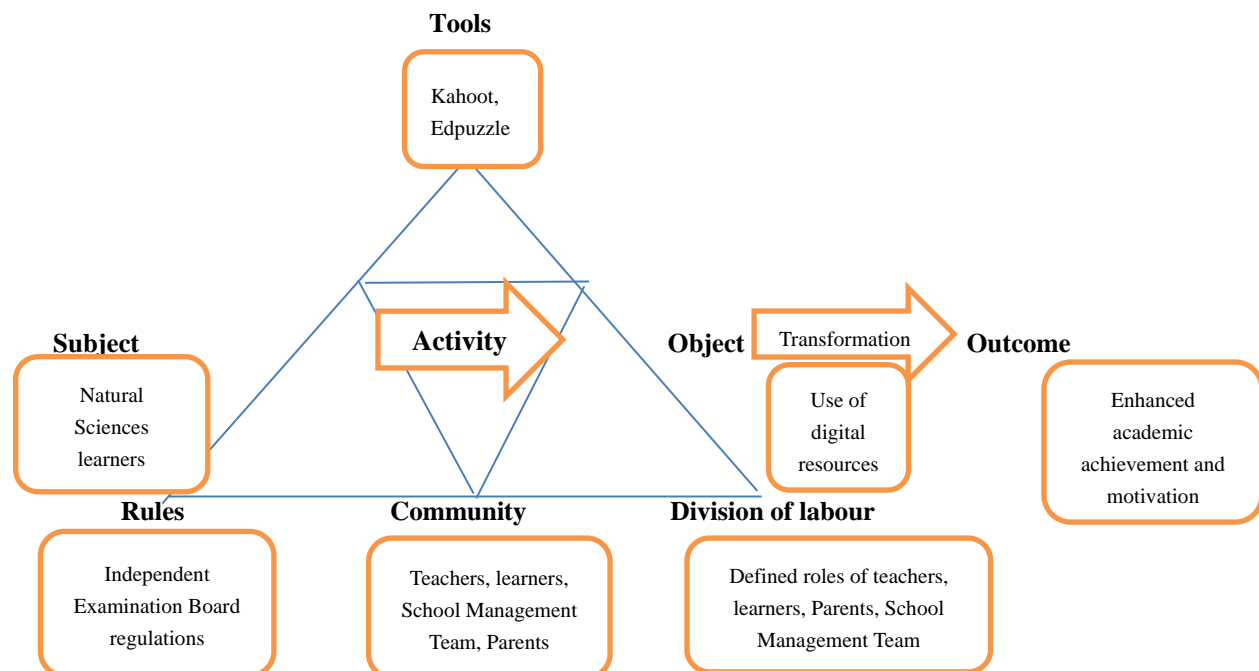 Tools
Kahoot,
Edpuzzle
Activity
Subject
Natural
Sciences
learners
Object
Transformation
Use of
digital
resources
Outcome
Enhanced
academic
achievement and
motivation
Rules
Independent
Examination Board
regulations
Community
Teachers, learners,
School Management
Team, Parents
Division of labour
Defined roles of teachers,
learners, Parents, School
Management Team